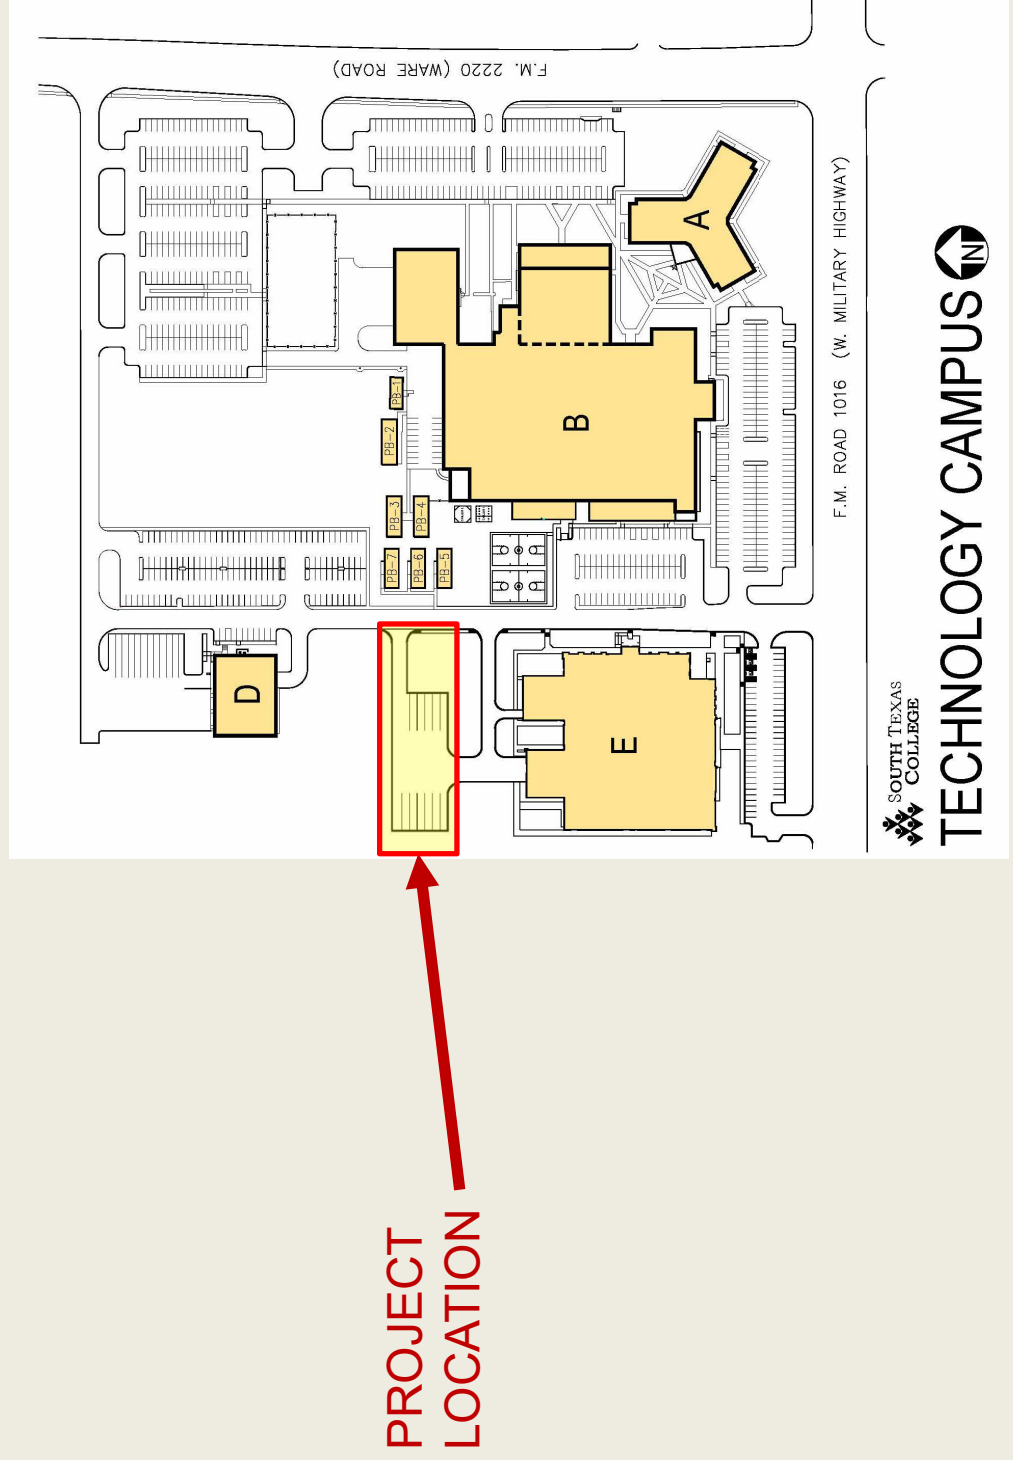 F.M. 2220 (WARE ROAD)
A
B
PB-1
PB-2
PB-3
PB-4
PB-7
PB-6
PB-5
D
E
F.M. ROAD 1016 (W. MILITARY HIGHWAY)
N
SOUTH TEXAS
COLLEGE
TECHNOLOGY CAMPUS
PROJECT
LOCATION